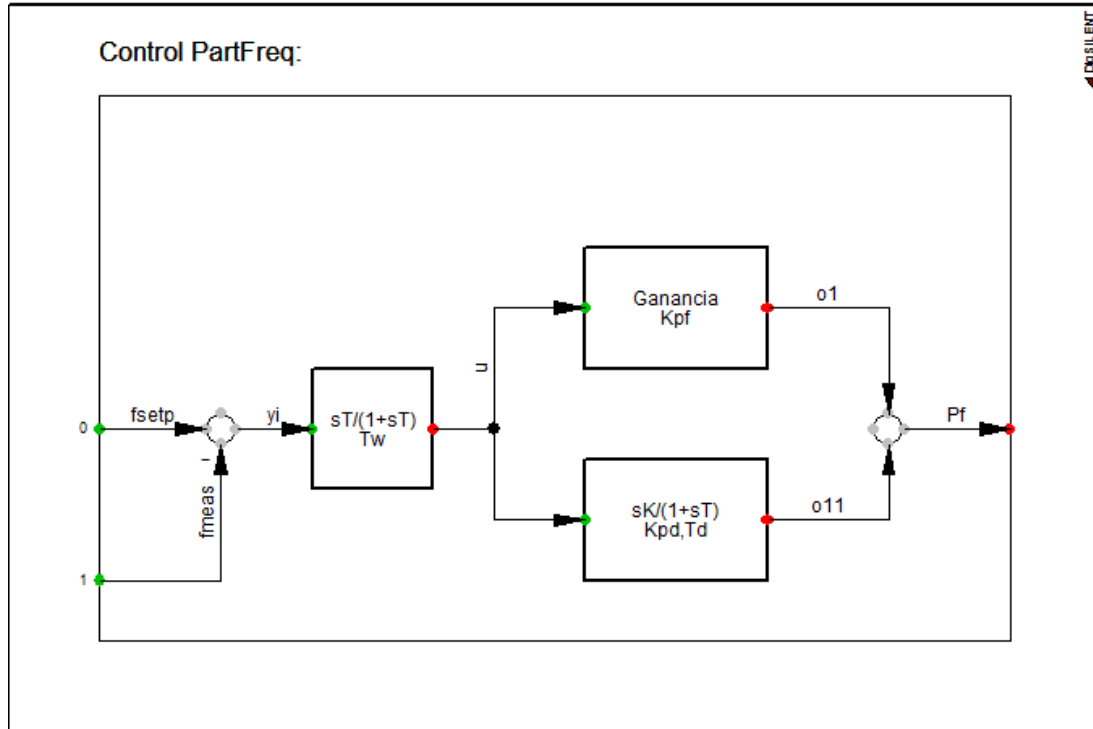 Control PartFreq:
DIgSILENT
Ganancia
Kpf
o1
u
fsetp
yi
sT/(1+sT)
Tw
Pf
0
-
fmeas
sK/(1+sT)
Kpd,Td
o11
1